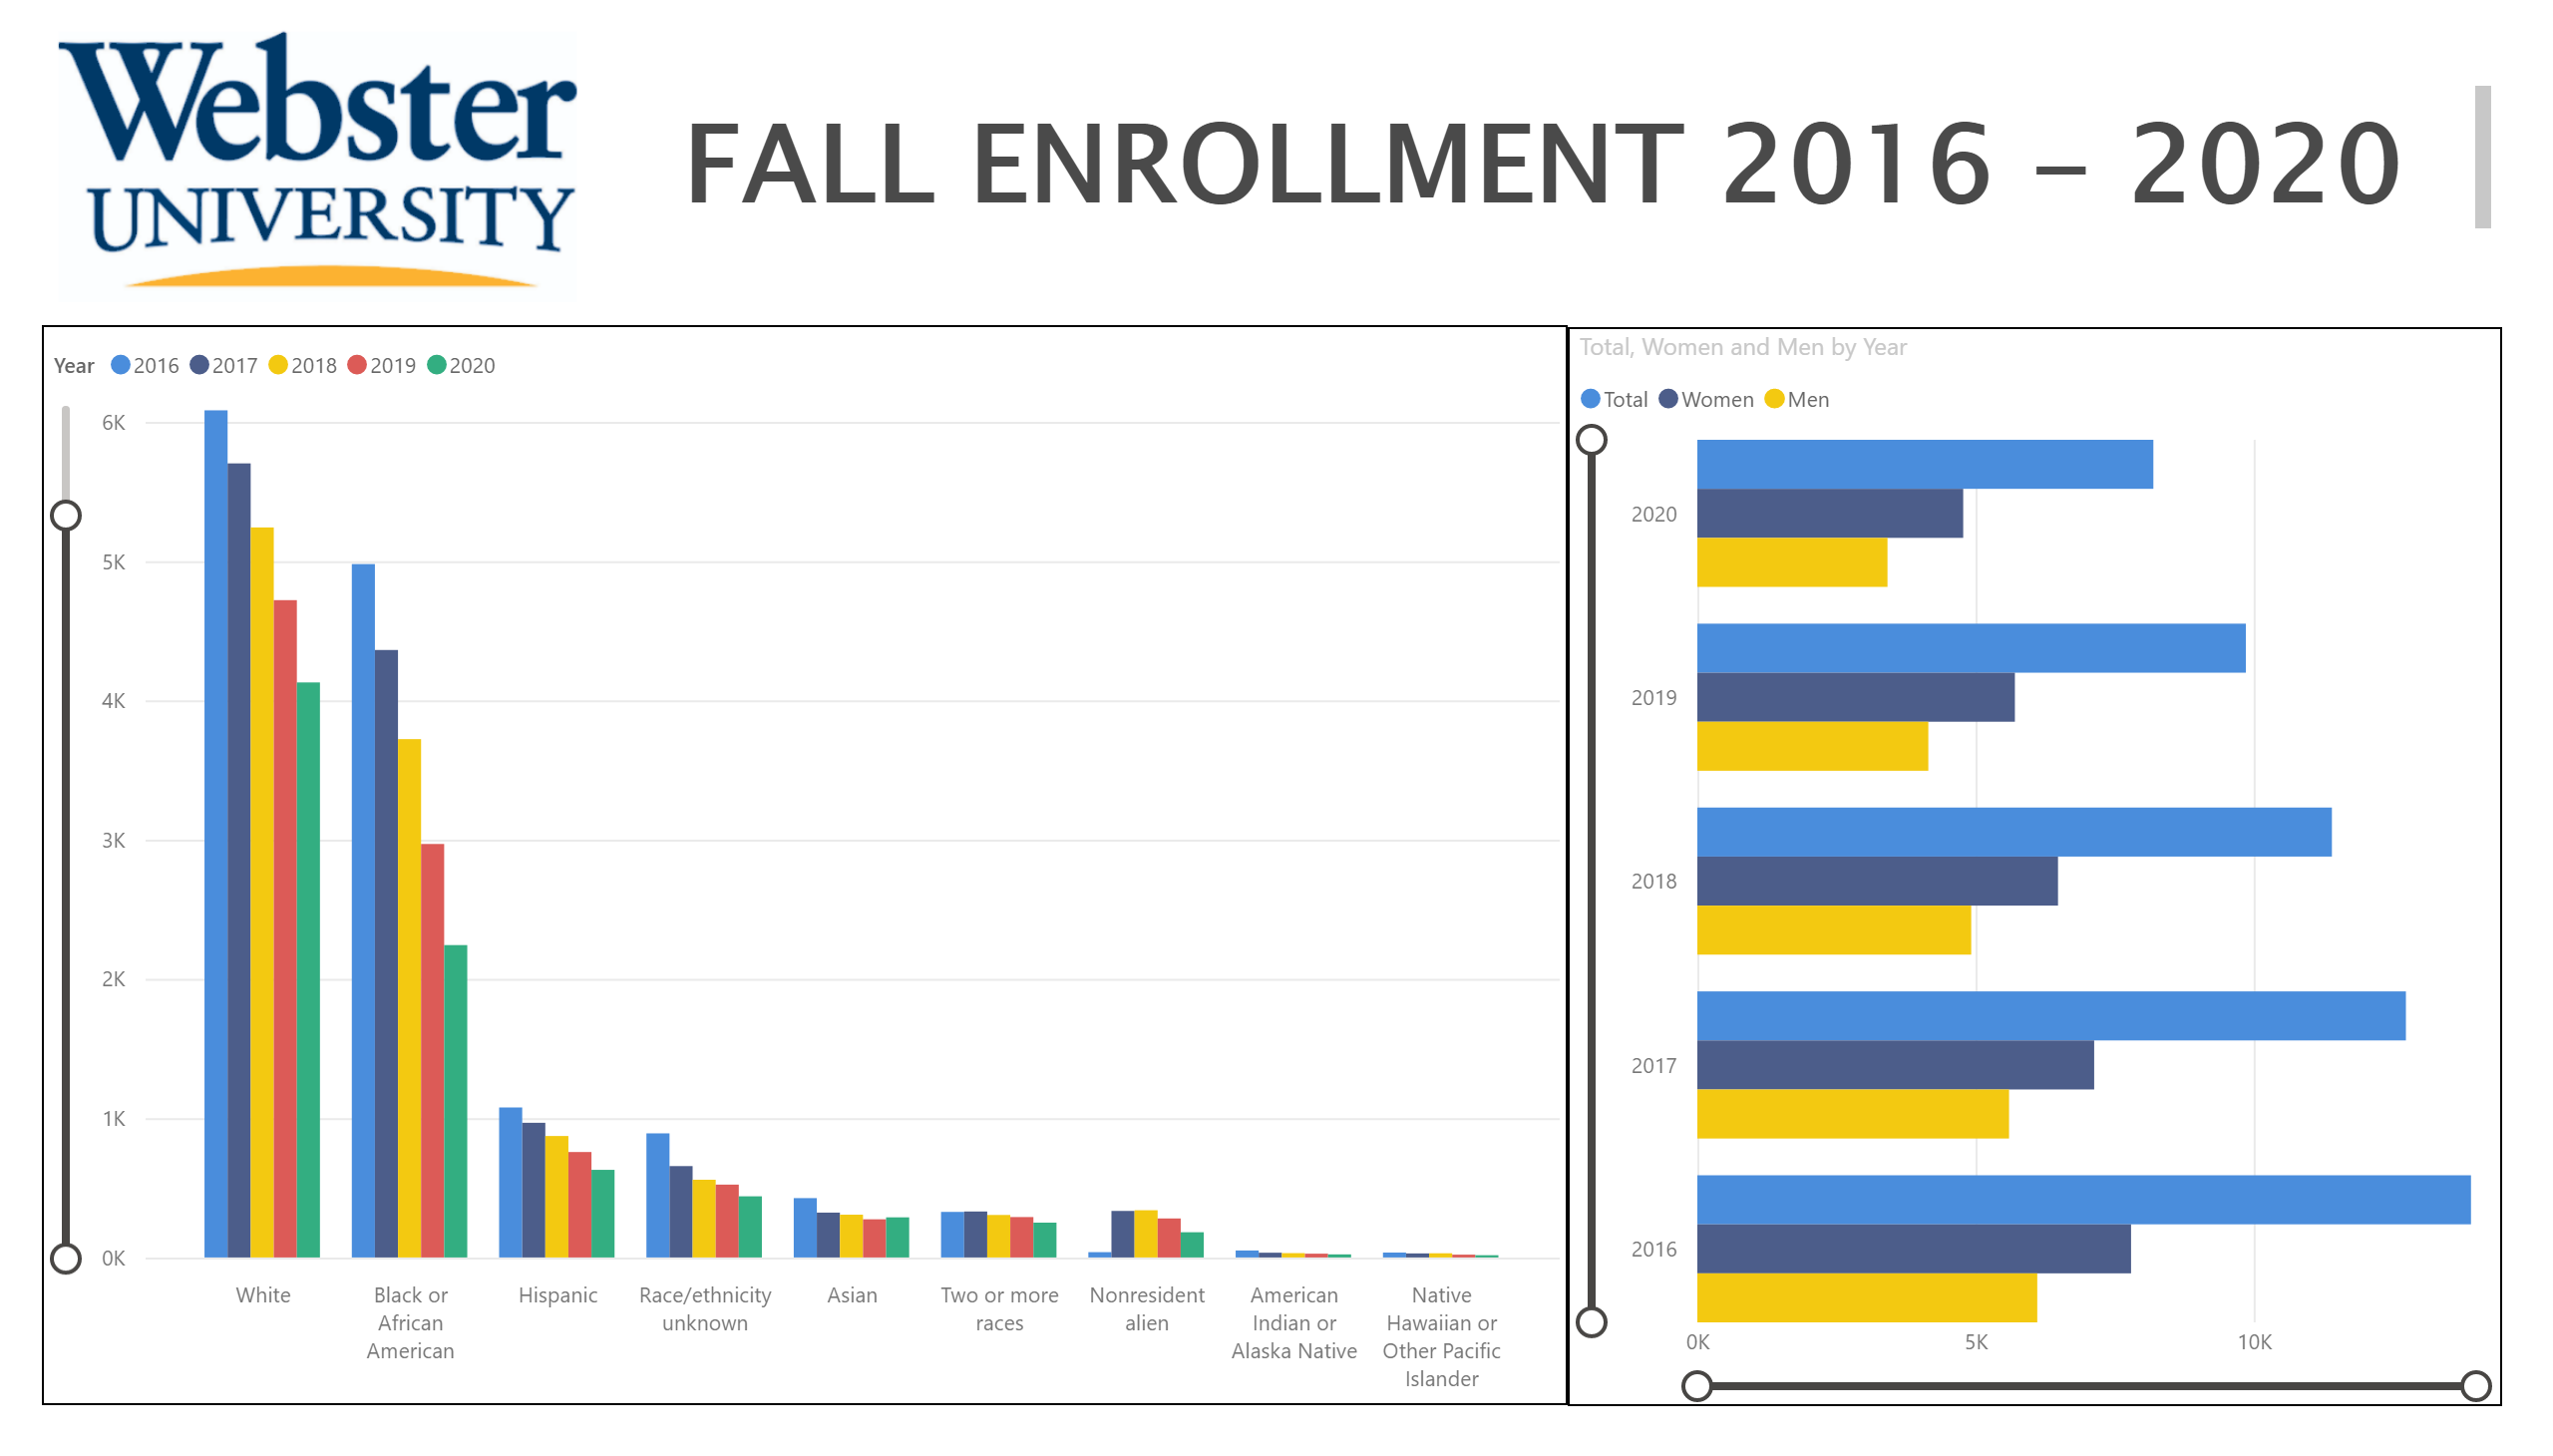 Webster
UNIVERSITY
FALL ENROLLMENT 2016 – 2020
Year 2016 2017 2018 2019 2020
6K
5K
4K
3K
2K
1K
0K
White
Black or
African
American
Hispanic
Race/ethnicity
unknown
Asian
Two or more
races
Nonresident
alien
American
Indian or
Alaska Native
Native
Hawaiian or
Other Pacific
Islander
Total, Women and Men by Year
Total Women Men
2020
2019
2018
2017
2016
0K 5K 10K